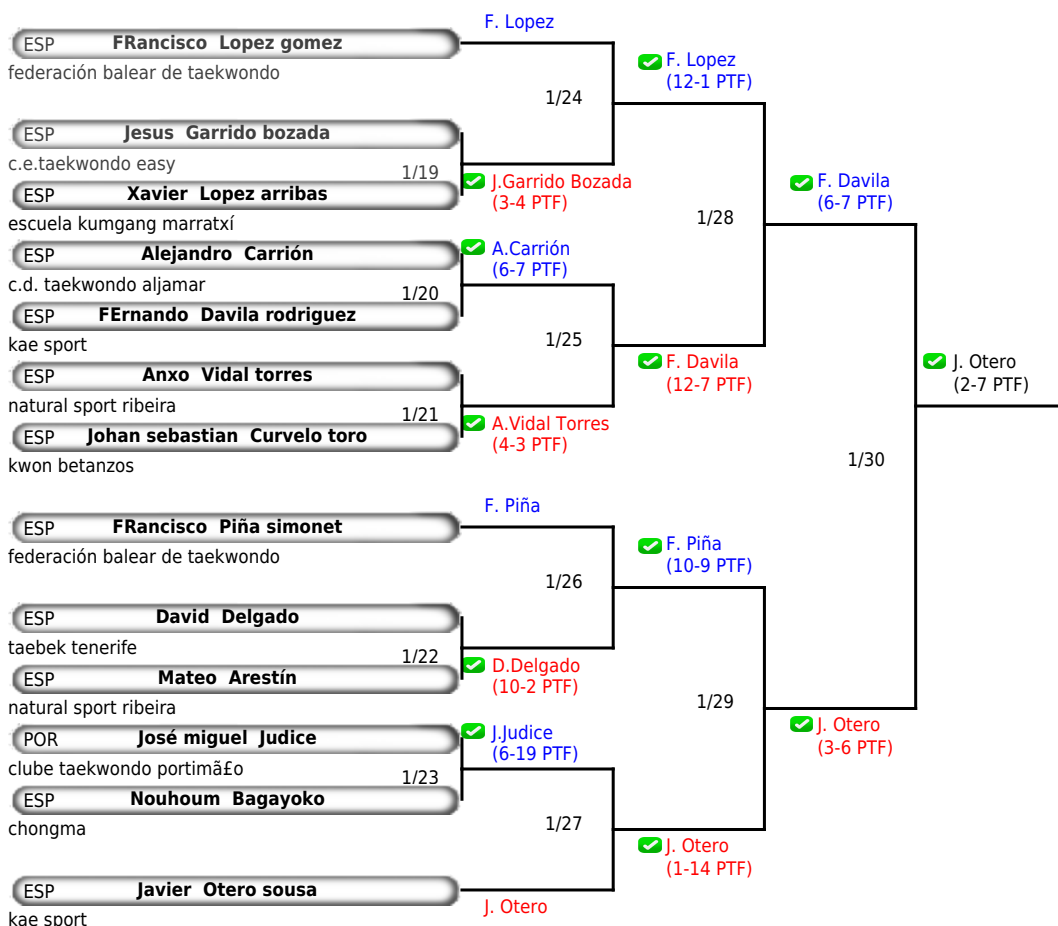 F. Lopez
ESP FRancisco Lopez gomez
federación balear de taekwondo
F. Lopez
(12-1 PTF)
1/24
ESP Jesus Garrido bozada
c.e.taekwondo easy
1/19
J.Garrido Bozada
(3-4 PTF)
ESP Xavier Lopez arribas
escuela kumgang marratxí
F. Davila
(6-7 PTF)
1/28
ESP Alejandro Carrión
c.d. taekwondo aljamar
A.Carrión
(6-7 PTF)
1/20
ESP FErnando Davila rodriguez
kae sport
1/25
F. Davila
(12-7 PTF)
J. Otero
(2-7 PTF)
ESP Anxo Vidal torres
natural sport ribeira
1/21
A.Vidal Torres
(4-3 PTF)
ESP Johan sebastian Curvelo toro
kwon betanzos
1/30
F. Piña
ESP FRancisco Piña simonet
federación balear de taekwondo
F. Piña
(10-9 PTF)
1/26
ESP David Delgado
taebek tenerife
1/22
D.Delgado
(10-2 PTF)
ESP Mateo Arestín
natural sport ribeira
1/29
J. Otero
(3-6 PTF)
POR José miguel Judice
clube taekwondo portimã£o
J.Judice
(6-19 PTF)
1/23
ESP Nouhoum Bagayoko
chongma
1/27
J. Otero
(1-14 PTF)
ESP Javier Otero sousa
kae sport
J. Otero